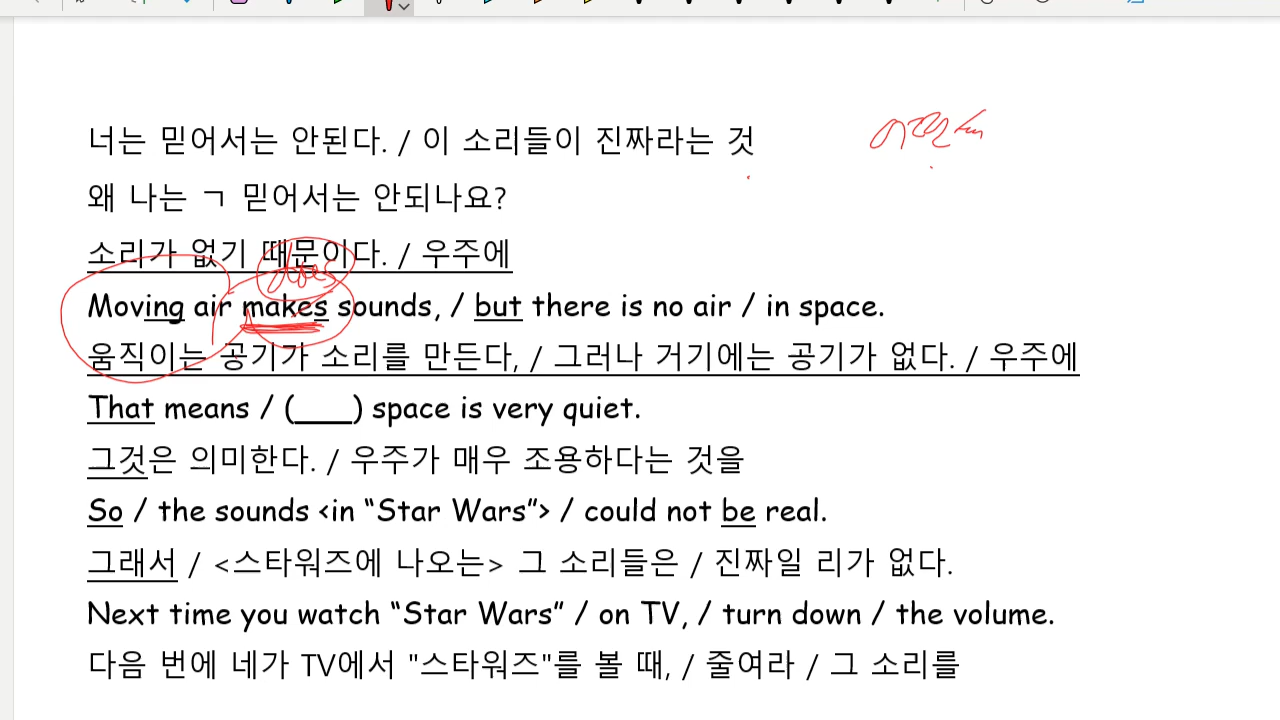 너는 믿어서는 안된다. / 이 소리들이 진짜라는 것
왜 나는 ㄱ 믿어서는 안되나요?
소리가 없기 때문이다. / 우주에
does
Moving air makes sounds, / but there is no air / in space.
움직이는 공기가 소리를 만든다, / 그러나 거기에는 공기가 없다. / 우주에
That means / (___) space is very quiet.
그것은 의미한다. / 우주가 매우 조용하다는 것을
So / the sounds <in “Star Wars”> / could not be real.
그래서 / <스타워즈에 나오는> 그 소리들은 / 진짜일 리가 없다.
Next time you watch “Star Wars” / on TV, / turn down / the volume.
다음 번에 네가 TV에서 "스타워즈"를 볼 때, / 줄여라 / 그 소리를